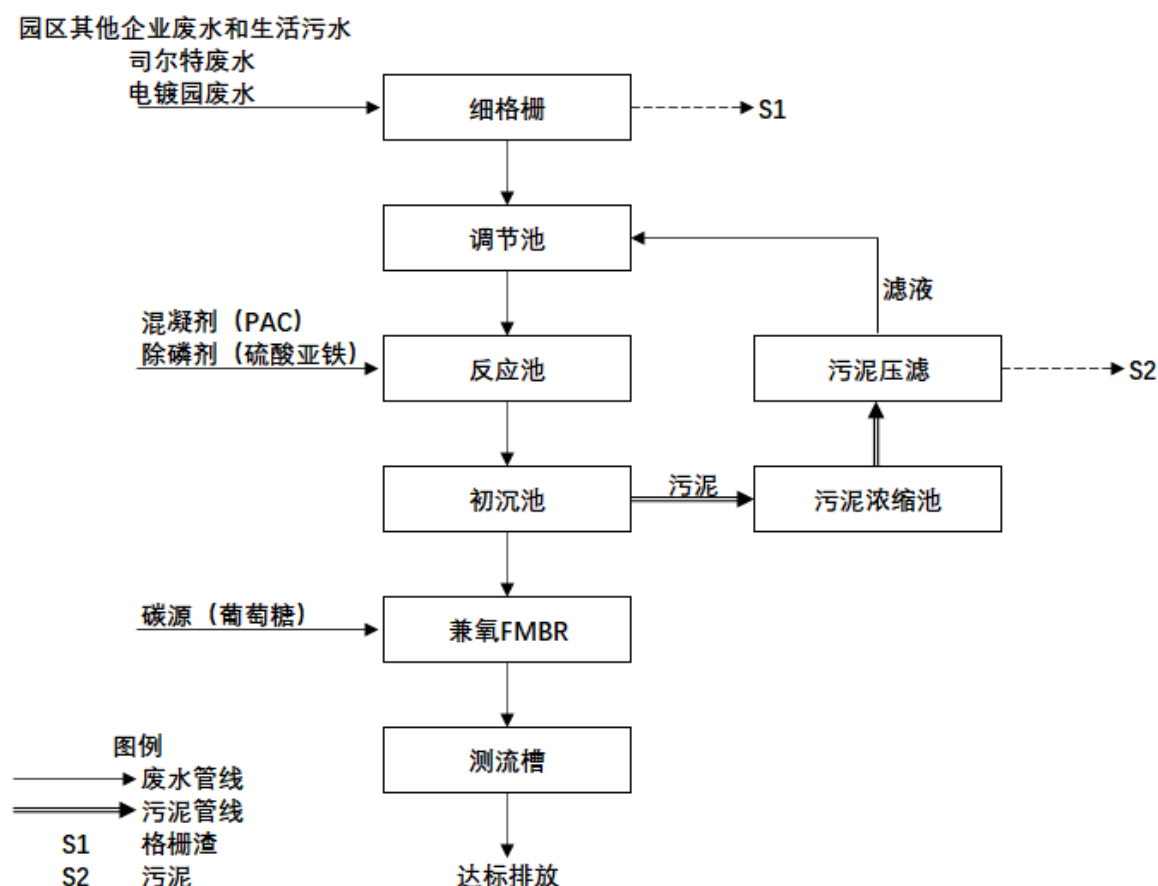 园区其他企业废水和生活污水
司尔特废水
电镀园废水
细格栅
S1
调节池
滤液
混凝�（PAC）
除磷剂（硫酸亚铁）
反应池
污泥压滤
S2
初沉池
污泥
污泥浓缩池
碳源（葡萄糖）
兼氧FMBR
测流槽
图例
废水管线
污泥管线
S1 格栅渣
S2 污泥
达标排放